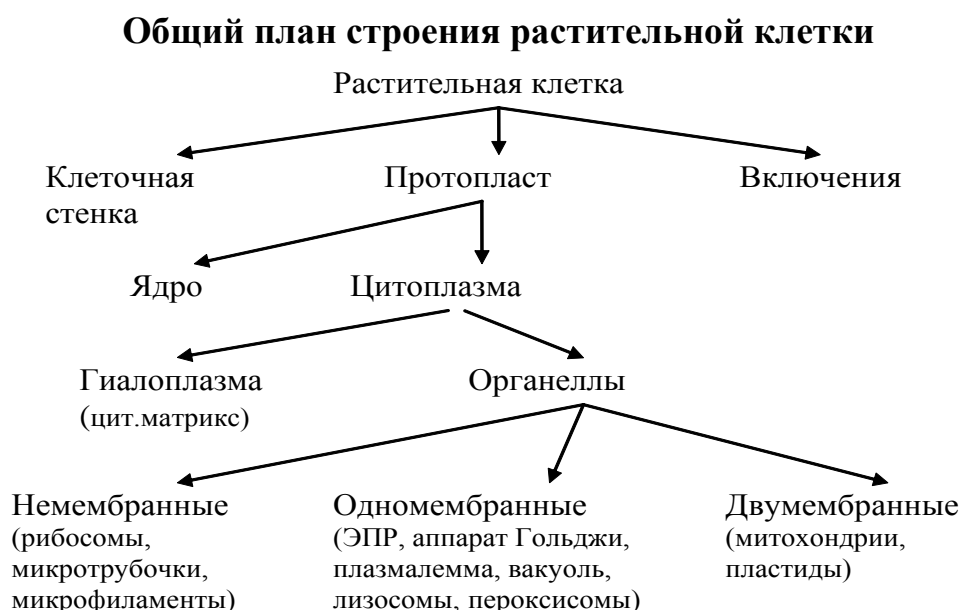 Общий план строения растительной клетки
Растительная клетка
Клеточная
стенка
Протопласт
Включения
Ядро
Цитоплазма
Гиалоплазма
(цит.матрикс)
Органеллы
Немембранные
(рибосомы,
микротрубочки,
микрофиламенты)
Одномембранные
(ЭПР, аппарат Гольджи,
плазмалемма, вакуоль,
лизосомы, пероксисомы)
Двумембранные
(митохондрии,
пластиды)